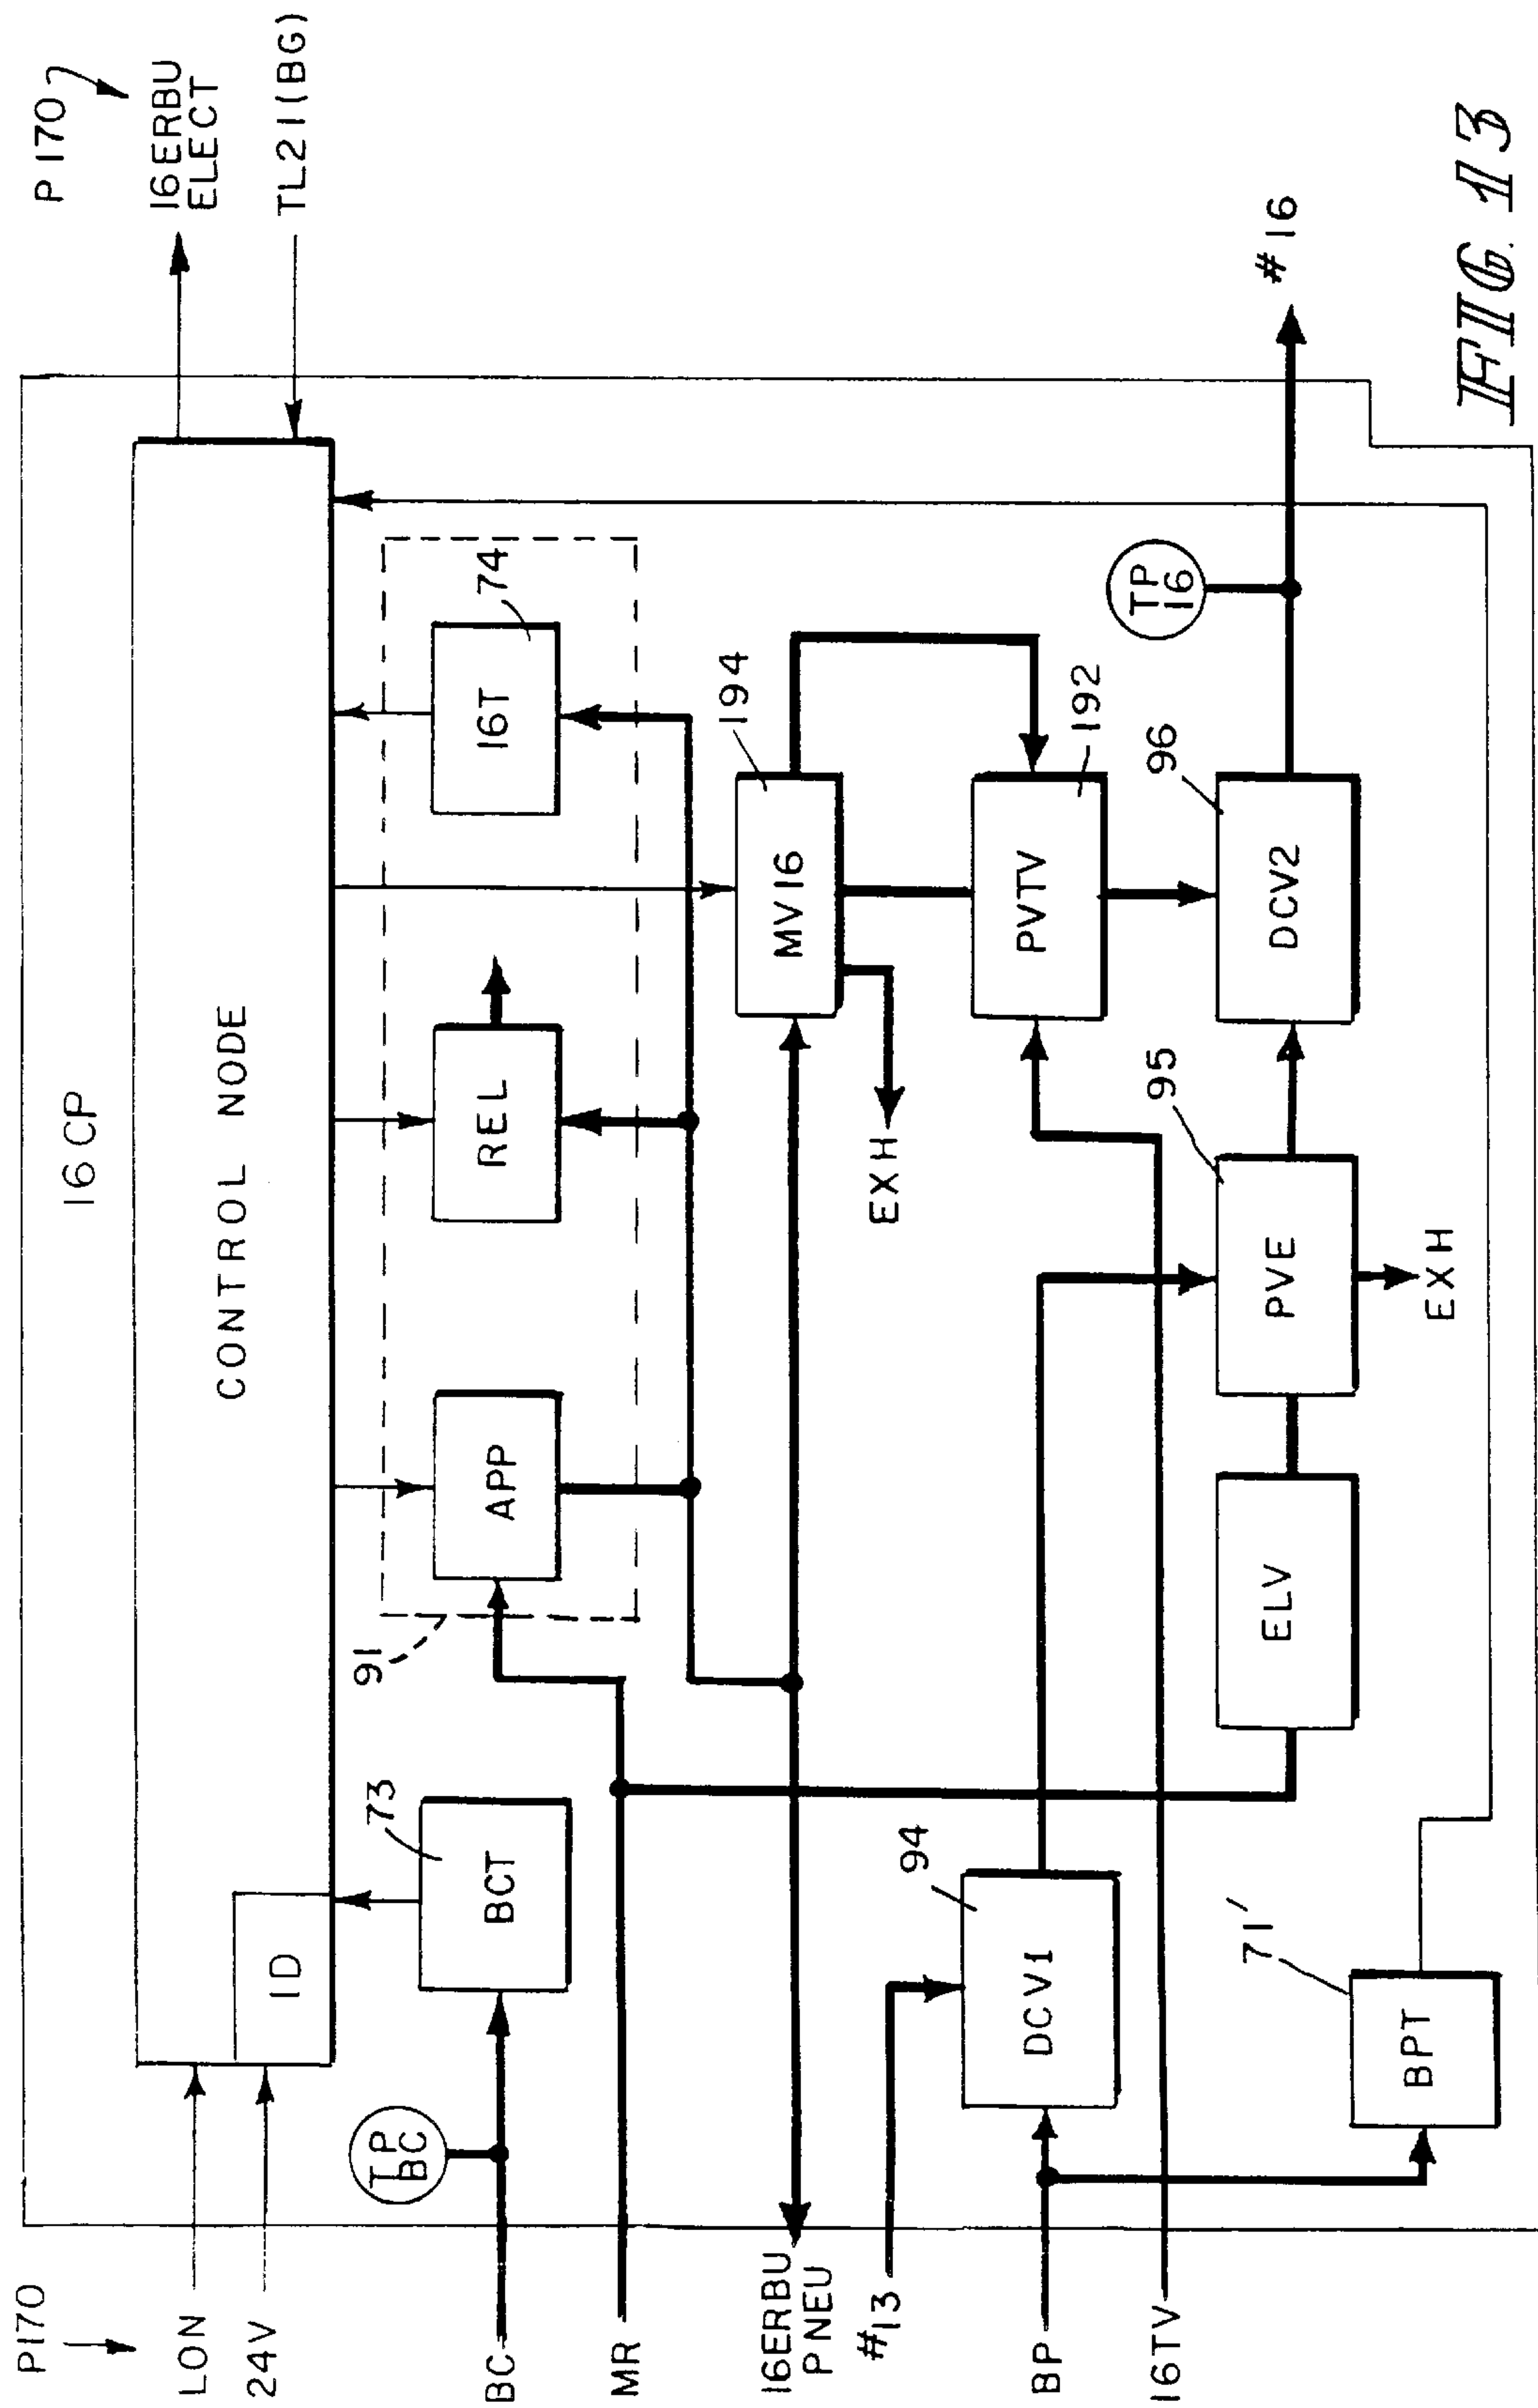 P170
16ERBU
ELECT
TL21(BG)
16CP
CONTROL NODE
ID
P170
LON
24V
BC
MR
16ERBU
PNEU
#13
BP
16TV
TP
BC
BCT
73
91
APP
REL
16T
74
MV16
194
EXH
PVTV
192
DCV1
94
ELV
PVE
95
EXH
DCV2
96
TP
16
#16
BPT
71'
FIG. 13